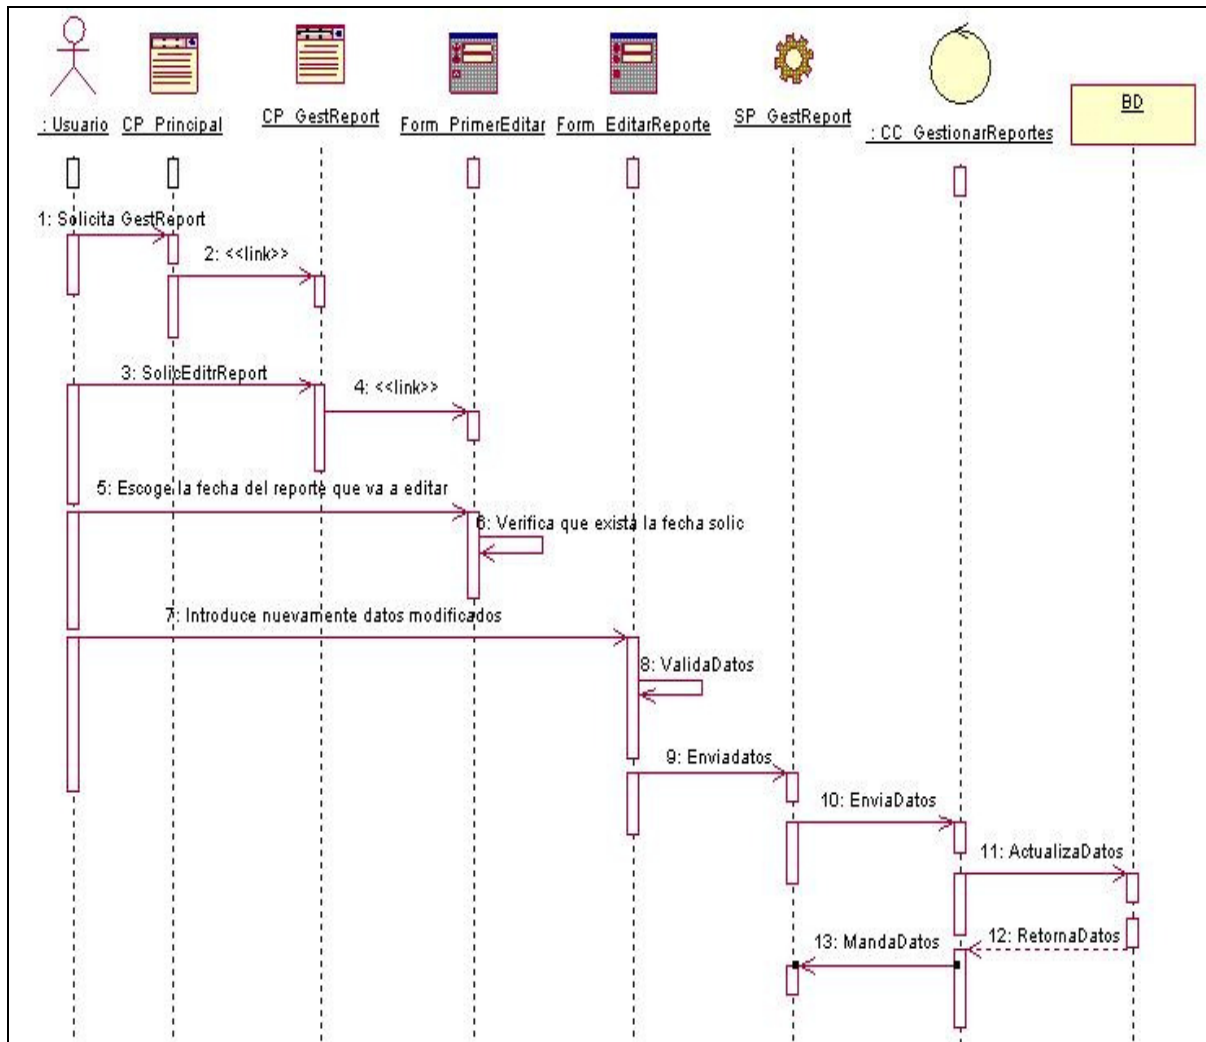 : Usuario
CP_Principal
CP_GestReport
Form_PrimerEditar
Form_EditarReporte
SP_GestReport
: CC_GestionarReportes
BD
1: Solicita GestReport
2: <<link>>
3: SolicEditrReport
4: <<link>>
5: Escoge la fecha del reporte que va a editar
6: Verifica que exista la fecha solic
7: Introduce nuevamente datos modificados
8: ValidaDatos
9: Enviadatos
10: EnviaDatos
11: ActualizaDatos
12: RetornaDatos
13: MandaDatos